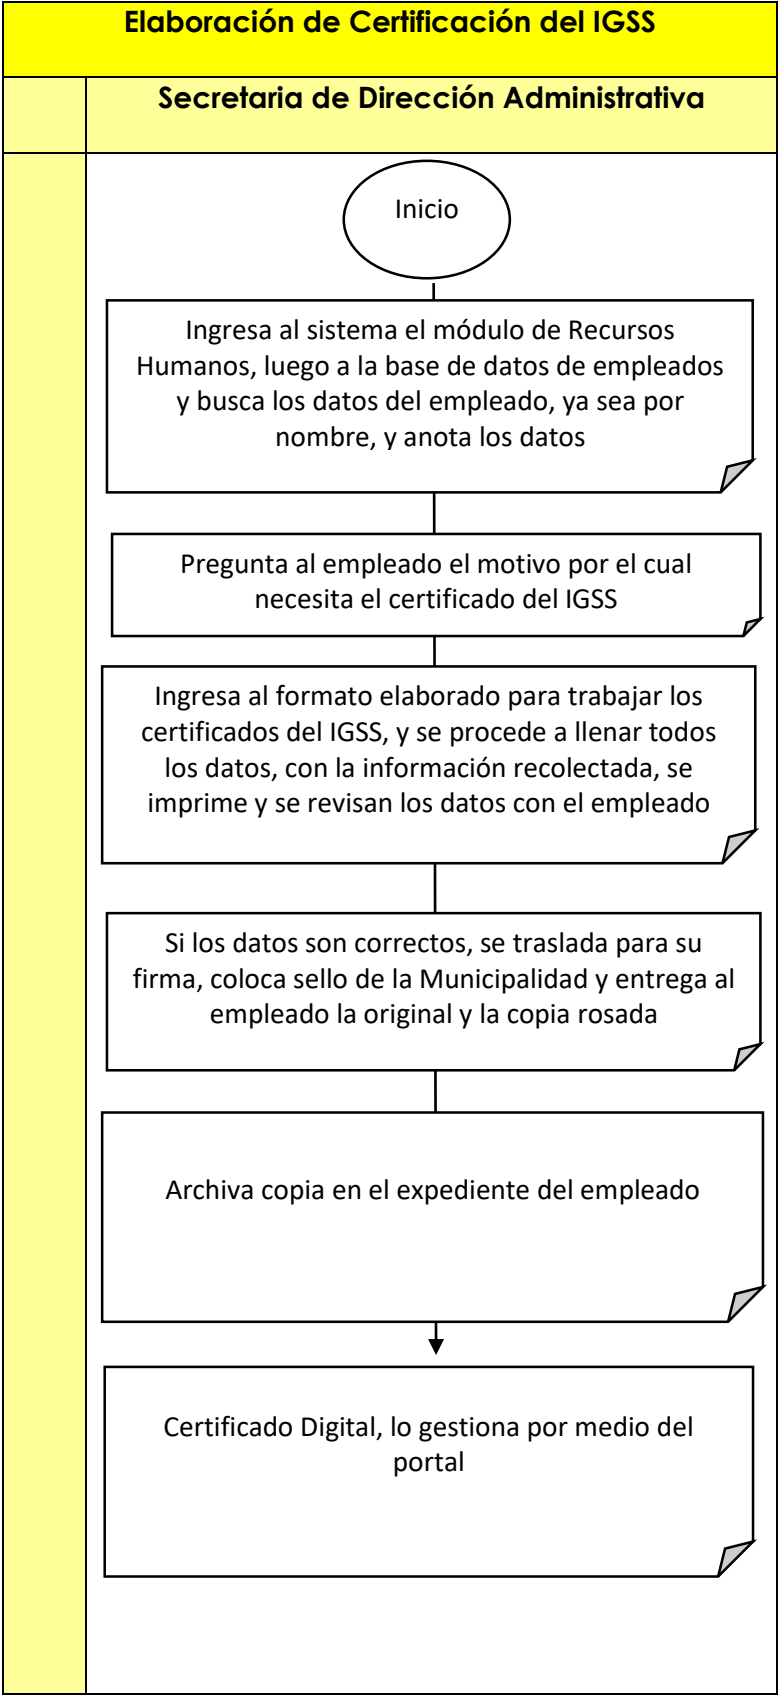 Elaboración de Certificación del IGSS
Secretaria de Dirección Administrativa
Inicio
Ingresa al sistema el módulo de Recursos
Humanos, luego a la base de datos de empleados
y busca los datos del empleado, ya sea por
nombre, y anota los datos
Pregunta al empleado el motivo por el cual
necesita el certificado del IGSS
Ingresa al formato elaborado para trabajar los
certificados del IGSS, y se procede a llenar todos
los datos, con la información recolectada, se
imprime y se revisan los datos con el empleado
Si los datos son correctos, se traslada para su
firma, coloca sello de la Municipalidad y entrega al
empleado la original y la copia rosada
Archiva copia en el expediente del empleado
Certificado Digital, lo gestiona por medio del
portal